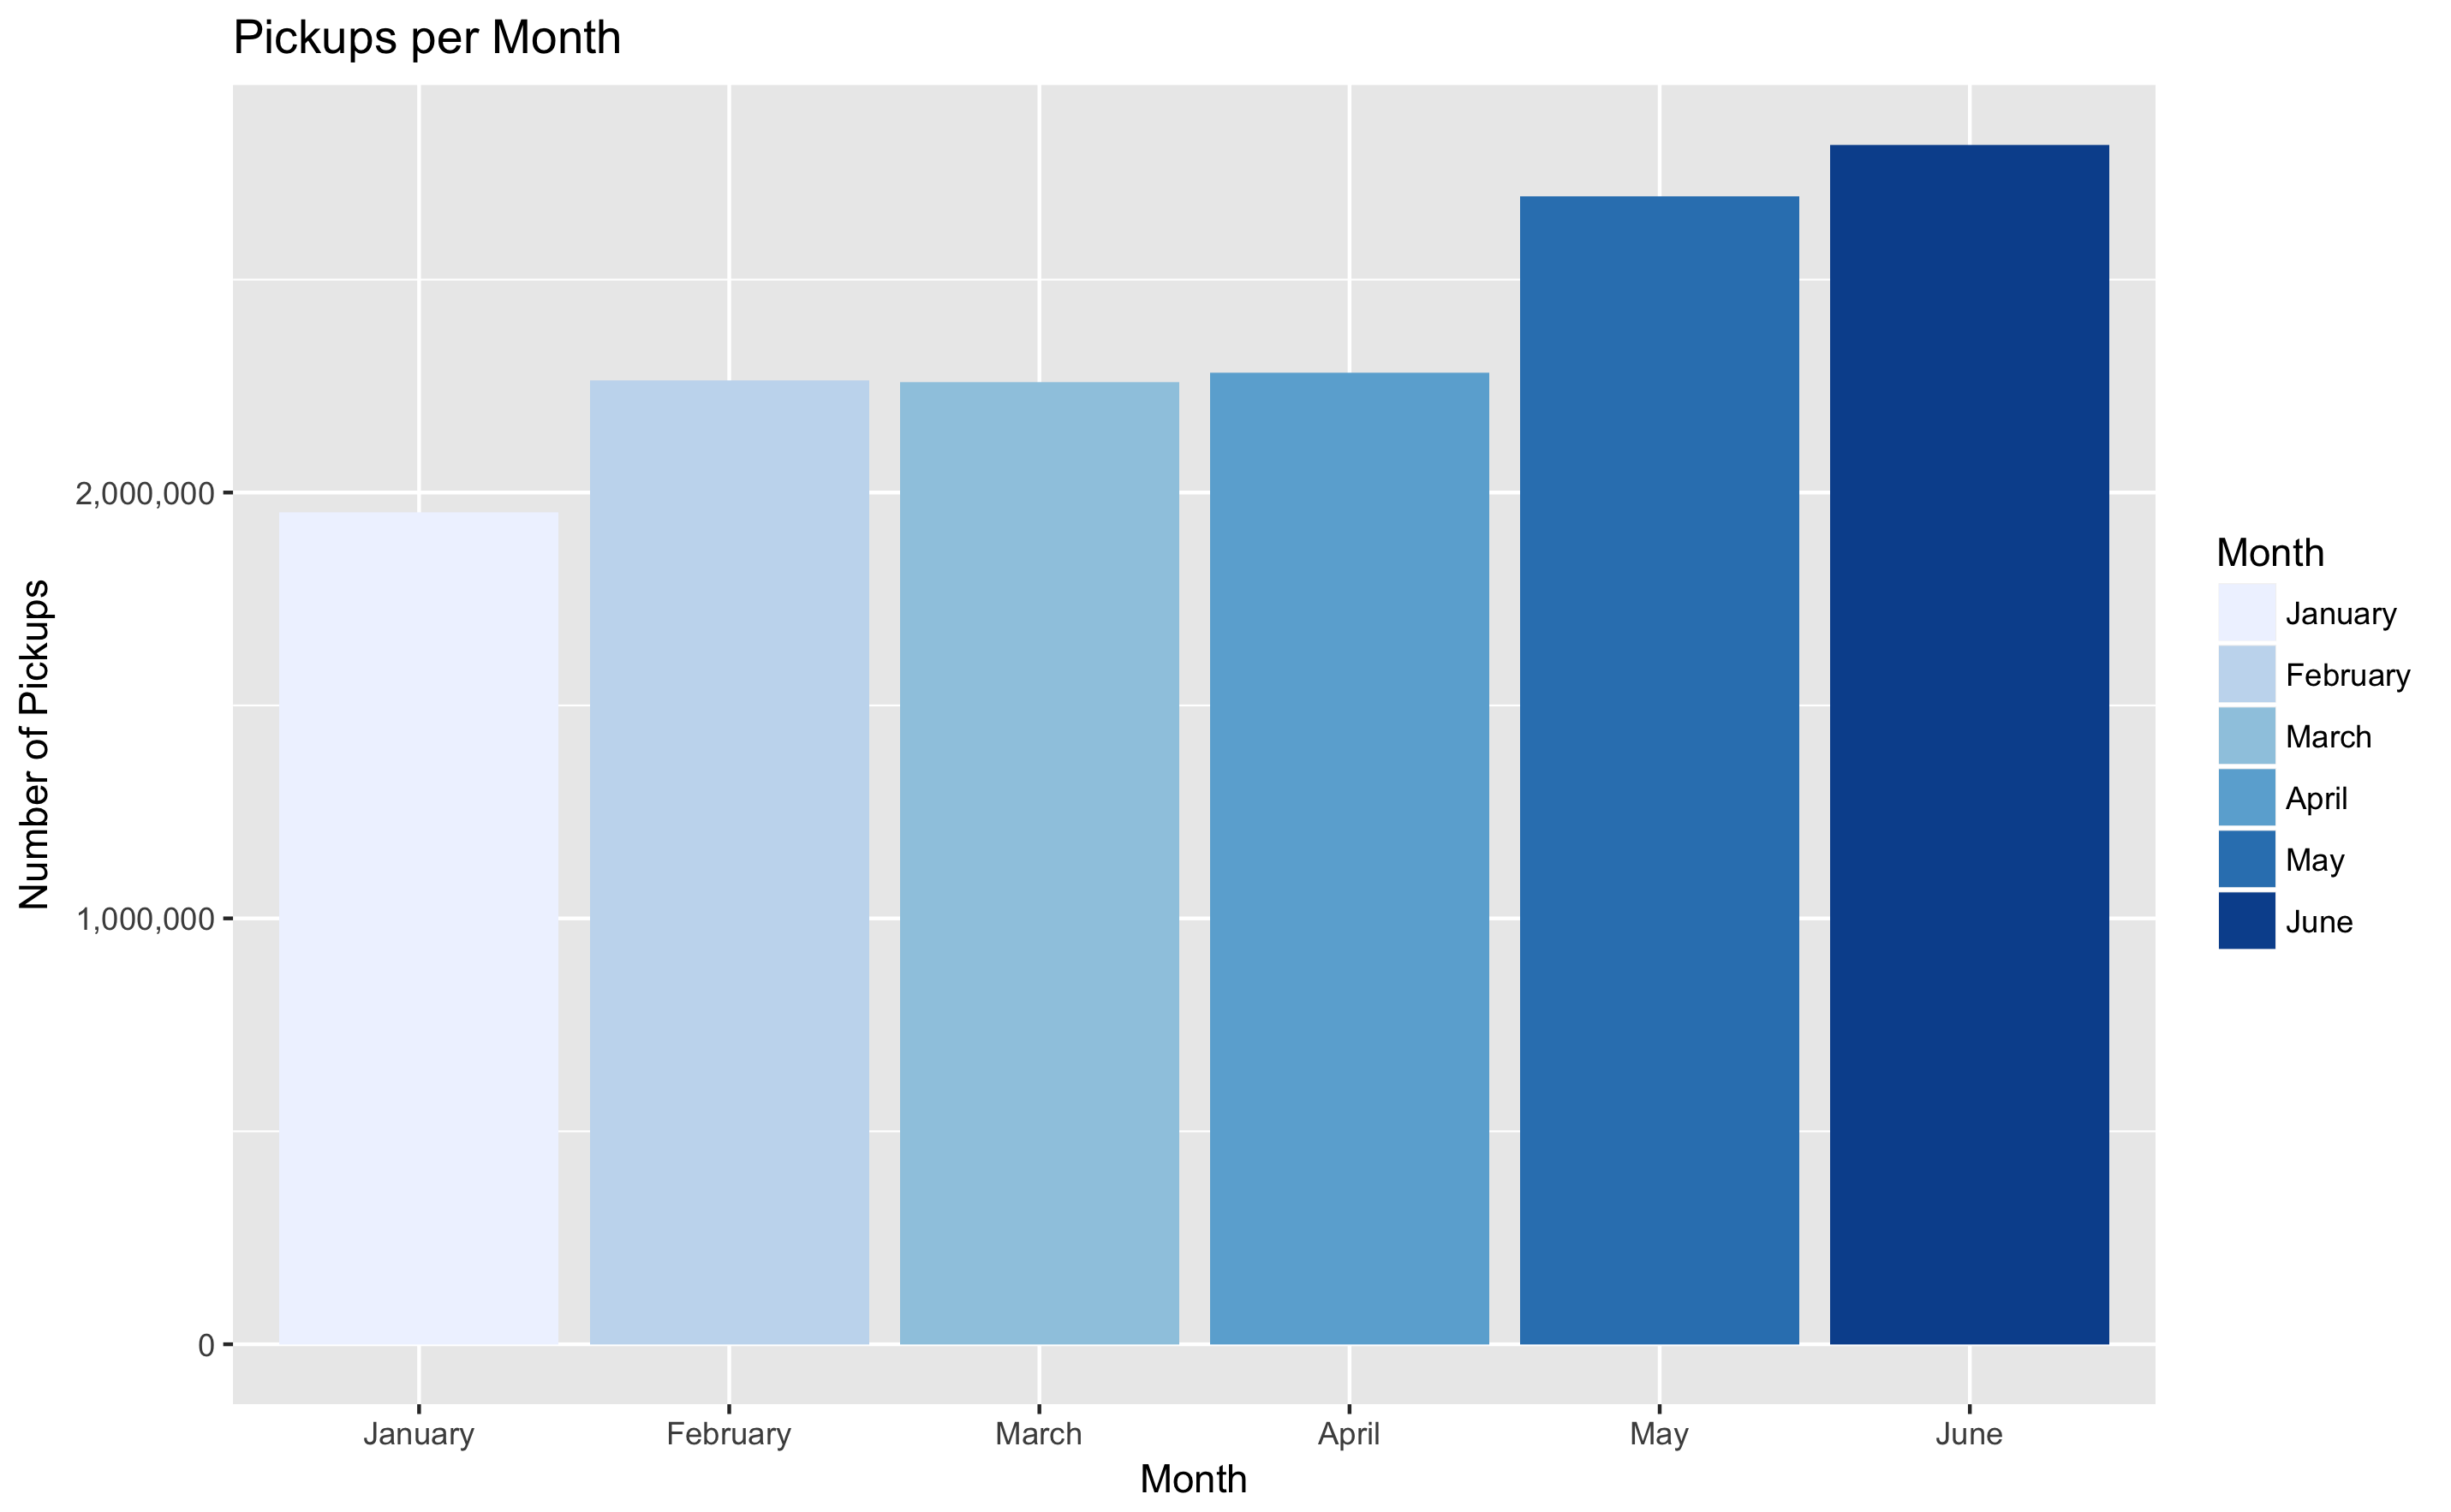 Pickups per Month
Number of Pickups
2,000,000
1,000,000
0
January
February
March
April
May
June
Month
Month
January
February
March
April
May
June